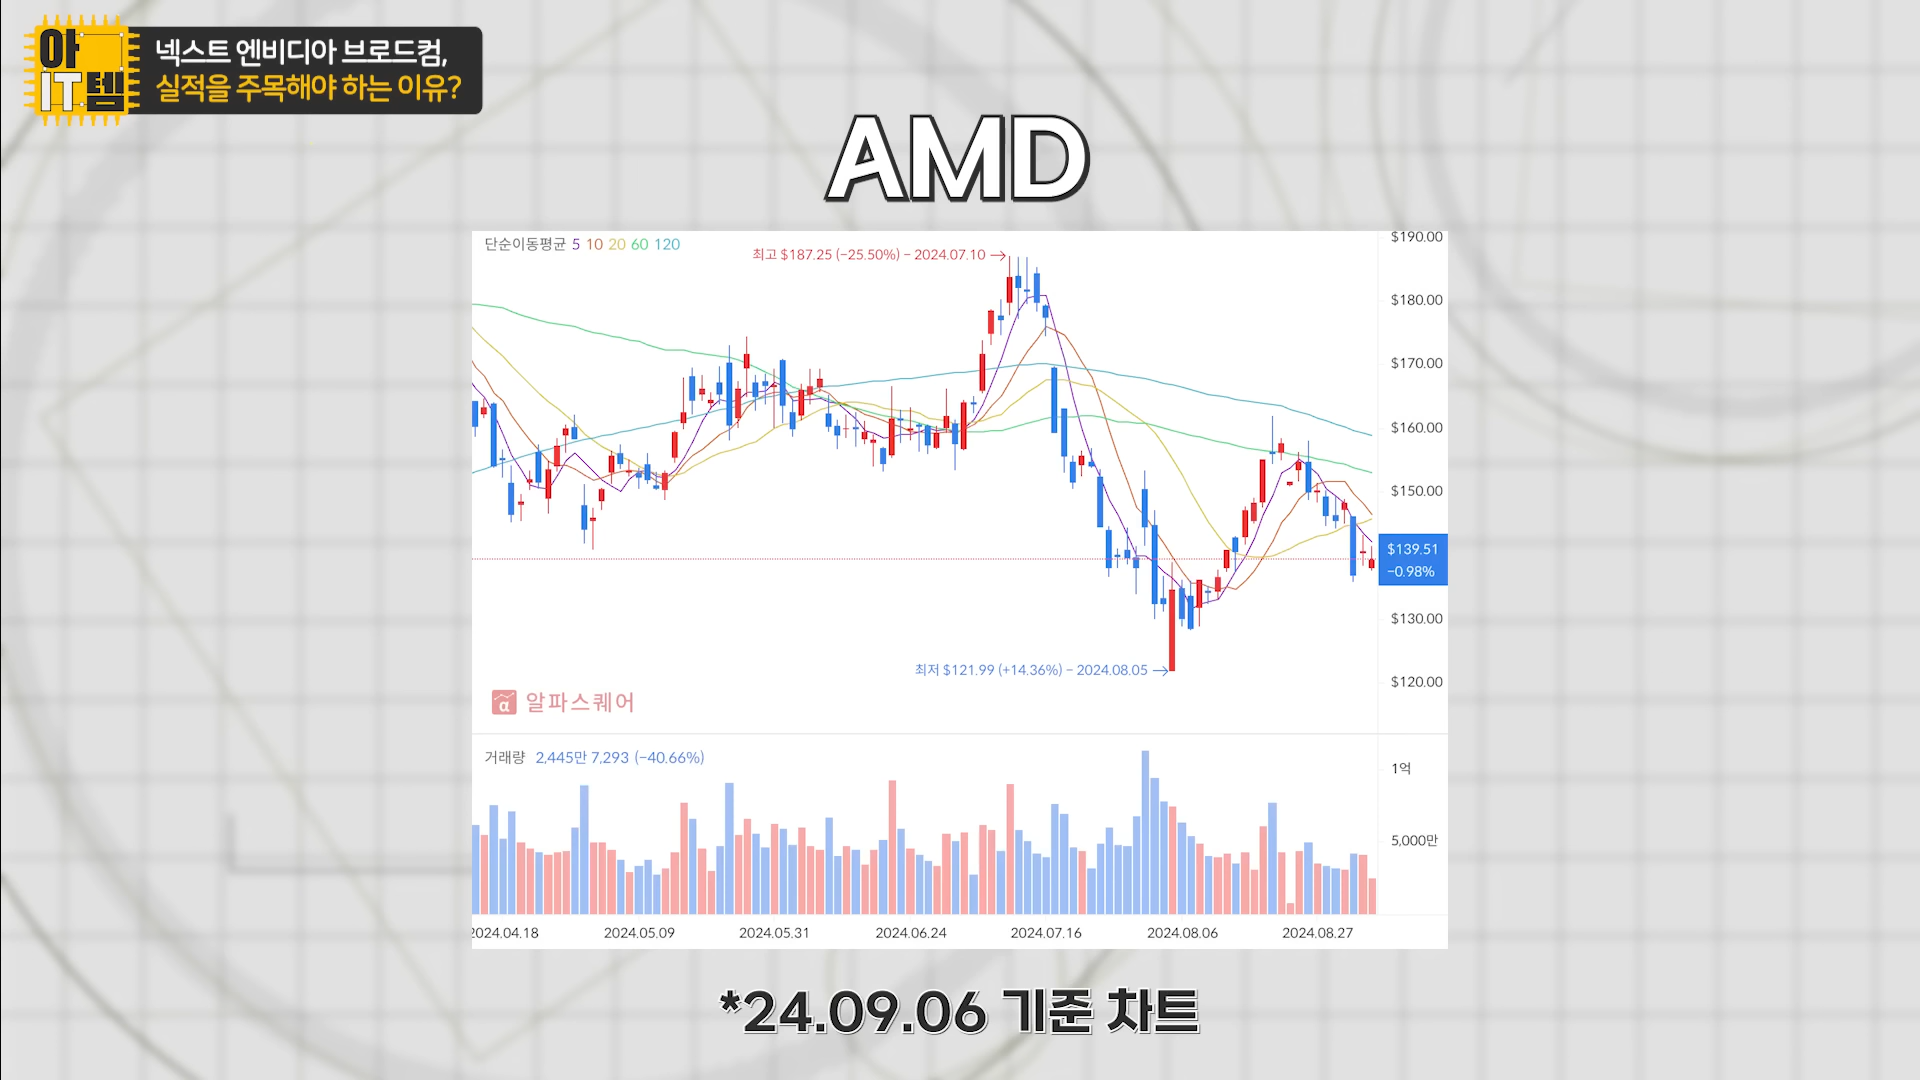 아
IT템
넥스트 엔비디아 브로드컴,
실적을 주목해야 하는 이유?
AMD
단순이동평균 5 10 20 60 120
최고 $187.25 (−25.50%) − 2024.07.10 →
$190.00
$180.00
$170.00
$160.00
$150.00
$139.51
−0.98%
$130.00
최저 $121.99 (+14.36%) − 2024.08.05 →
$120.00
α 알파스퀘어
거래량 2,445만 7,293 (−40.66%)
1억
5,000만
2024.04.18 2024.05.09 2024.05.31 2024.06.24 2024.07.16 2024.08.06 2024.08.27
*24.09.06 기준 차트